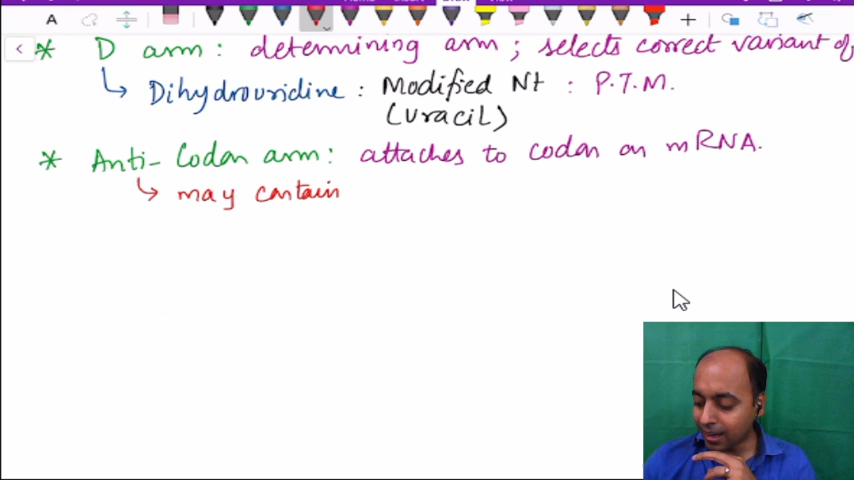 * D arm : determining arm ; selects correct variant of
↳ Dihydrouridine : Modified Nt : P.T.M.
(Uracil)
* Anti-Codon arm : attaches to codon on mRNA.
↳ may contain